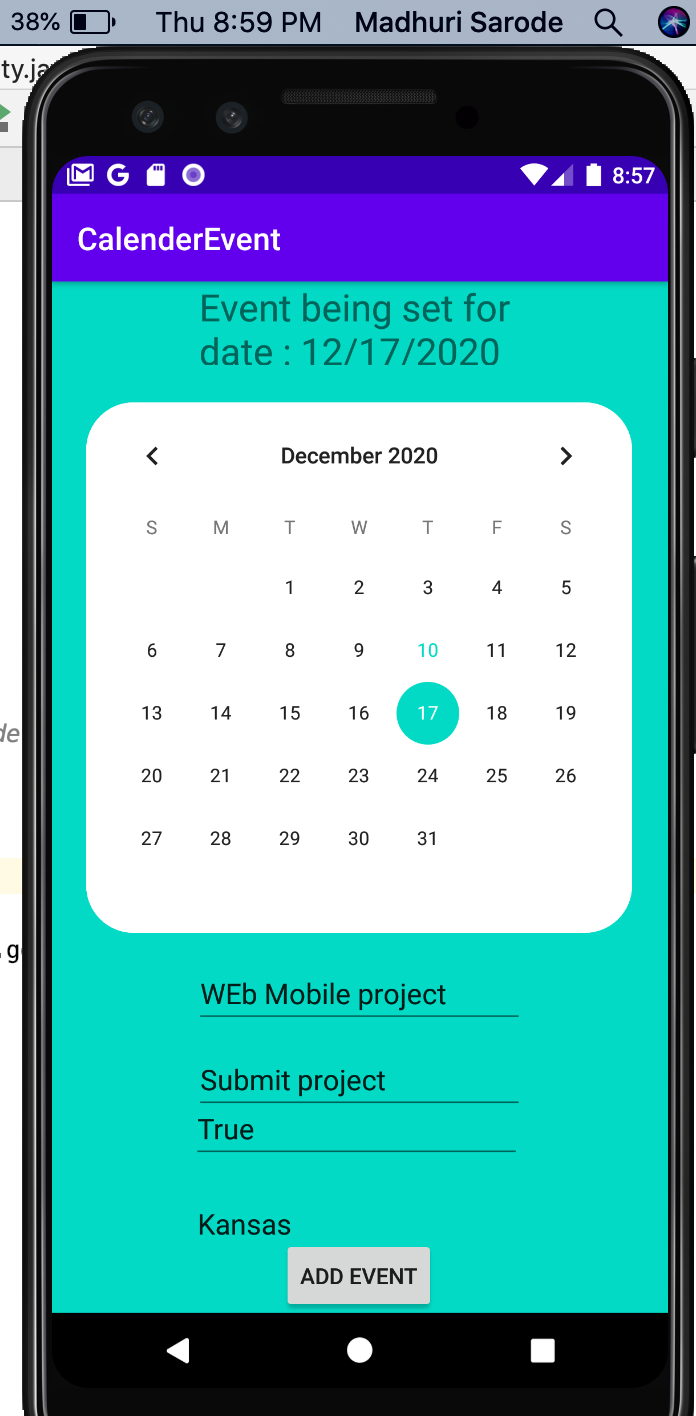 38% Thu 8:59 PM Madhuri Sarode
ty.ja
8:57
CalenderEvent
Event being set for
date : 12/17/2020
December 2020
S M T W T F S
1 2 3 4 5
6 7 8 9 10 11 12
13 14 15 16 17 18 19
20 21 22 23 24 25 26
27 28 29 30 31
de
.g
WEb Mobile project
Submit project
True
Kansas
ADD EVENT